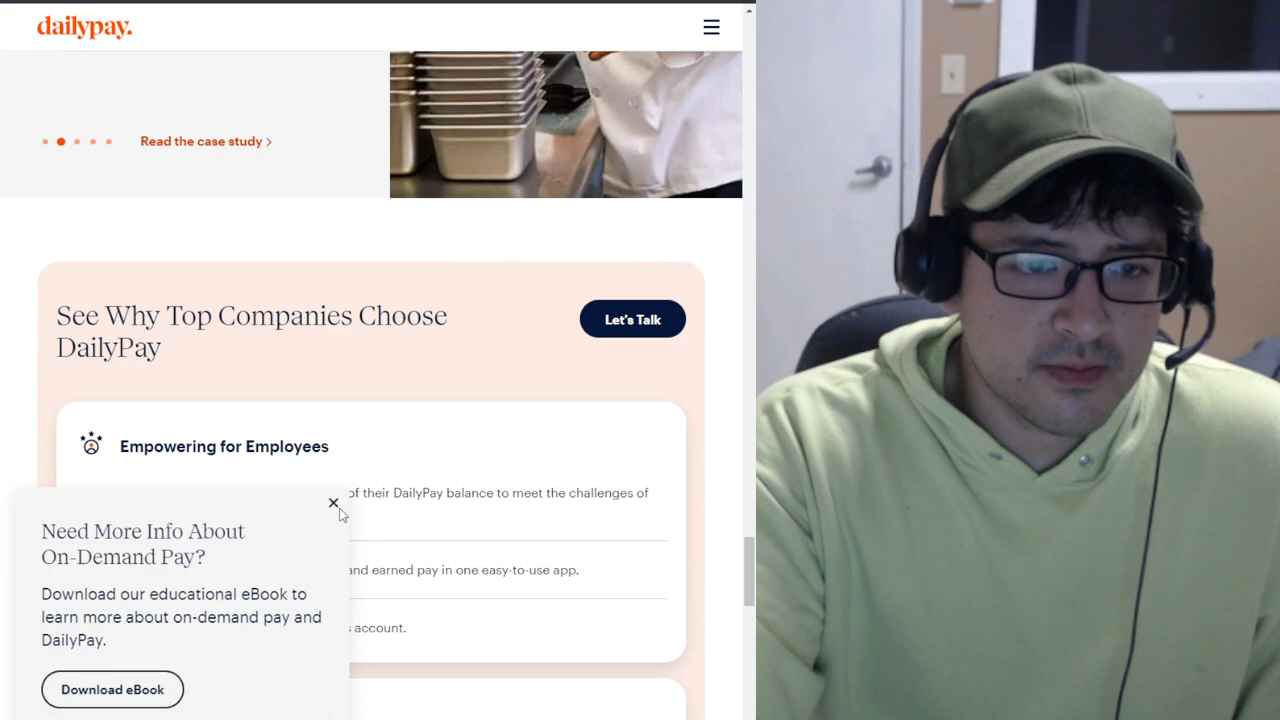 dailypay.
Read the case study >
See Why Top Companies Choose
DailyPay
Let's Talk
Empowering for Employees
of their DailyPay balance to meet the challenges of
and earned pay in one easy-to-use app.
account.
Need More Info About
On-Demand Pay?
Download our educational eBook to
learn more about on-demand pay and
DailyPay.
Download eBook